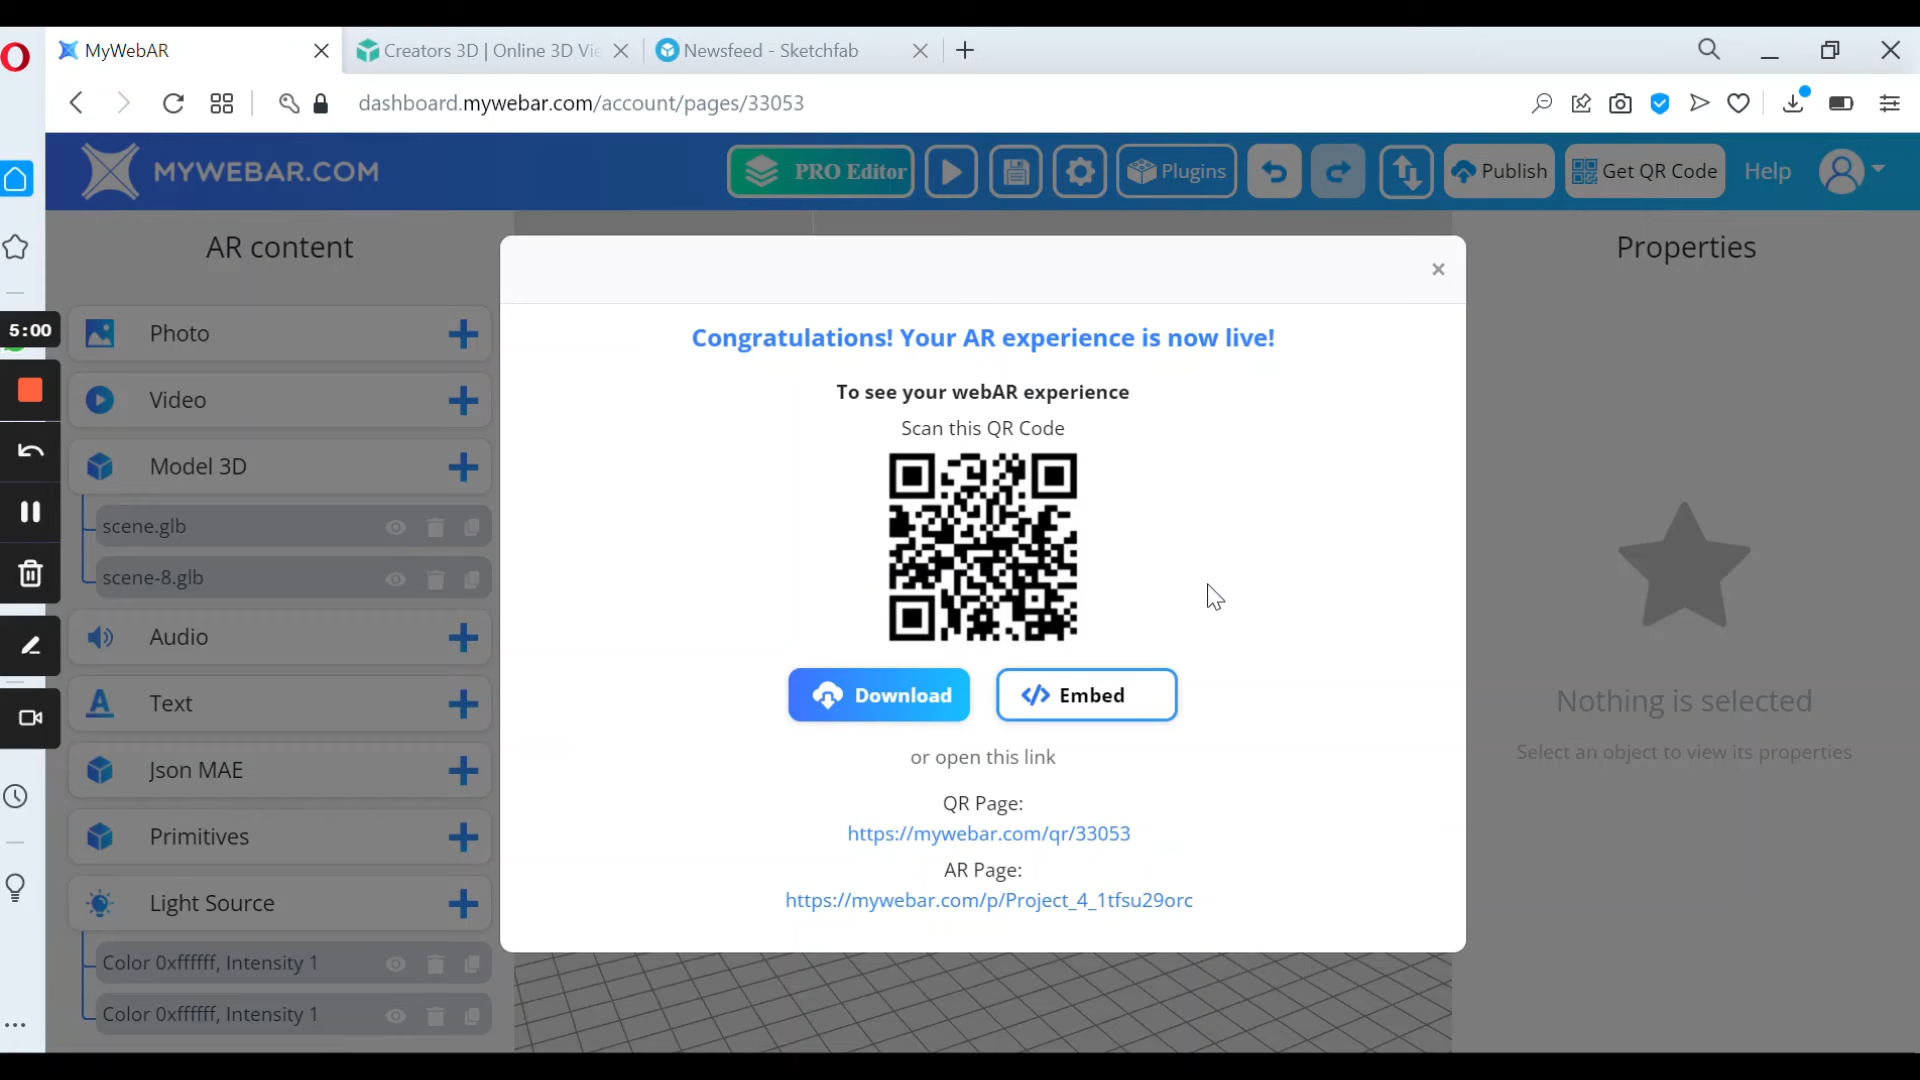 MyWebAR
Creators 3D | Online 3D Vie
Newsfeed - Sketchfab
dashboard.mywebar.com/account/pages/33053
MYWEBAR.COM
PRO Editor
Plugins
Publish
Get QR Code
Help
AR content
Properties
5:00
Photo
Video
Model 3D
scene.glb
scene-8.glb
Audio
Text
Json MAE
Primitives
Light Source
Color 0xffffff, Intensity 1
Color 0xffffff, Intensity 1
Congratulations! Your AR experience is now live!
To see your webAR experience
Scan this QR Code
Download
Embed
or open this link
QR Page:
https://mywebar.com/qr/33053
AR Page:
https://mywebar.com/p/Project_4_1tfsu29orc
Nothing is selected
Select an object to view its properties